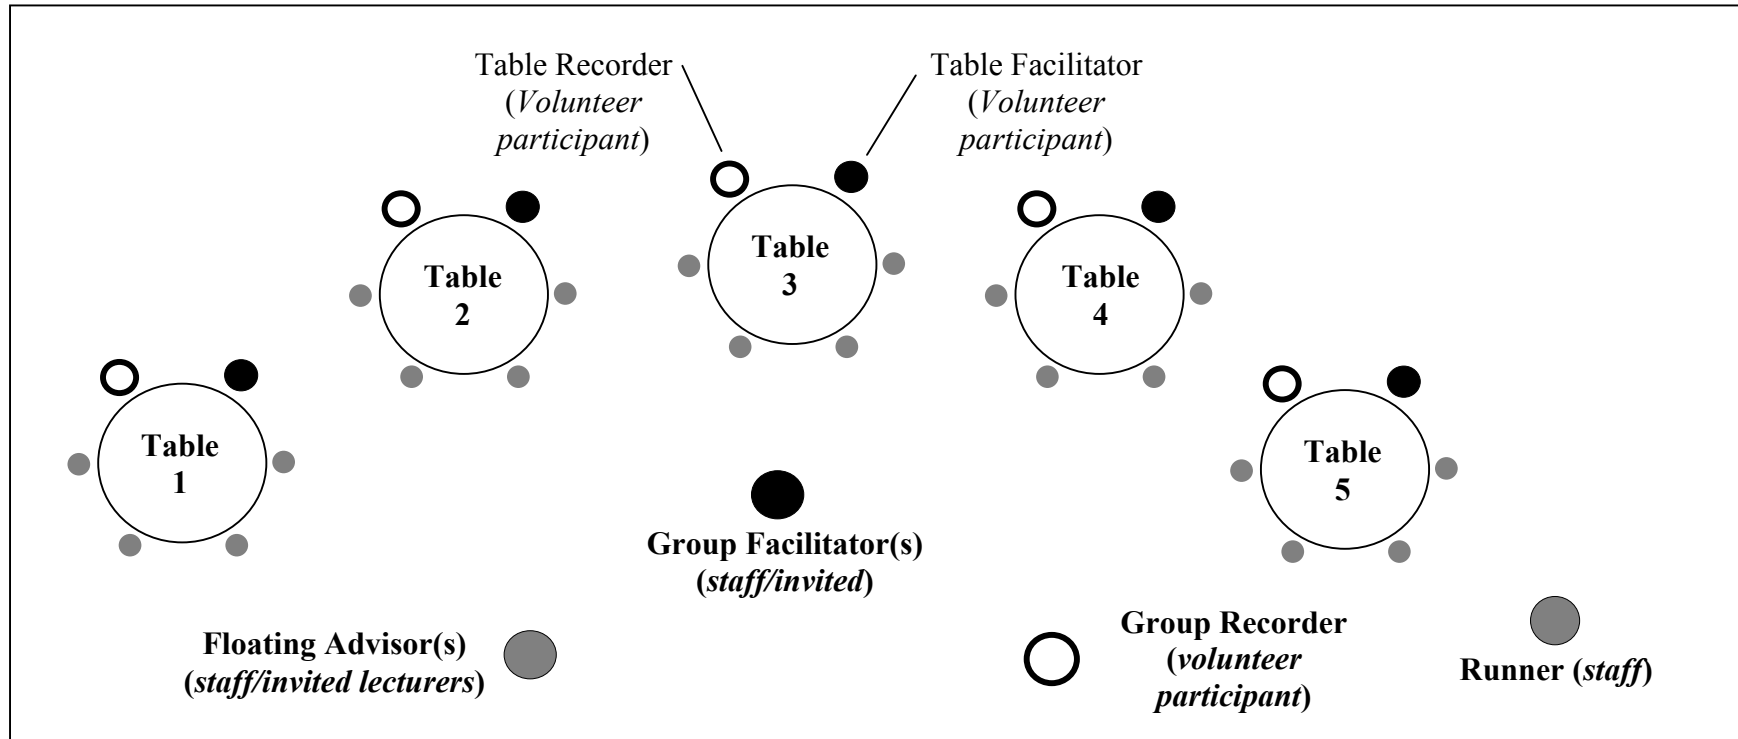 Table Recorder
(Volunteer
participant)
Table Facilitator
(Volunteer
participant)
Table
3
Table
2
Table
4
Table
1
Table
5
Group Facilitator(s)
(staff/invited)
Floating Advisor(s)
(staff/invited lecturers)
Group Recorder
(volunteer
participant)
Runner (staff)